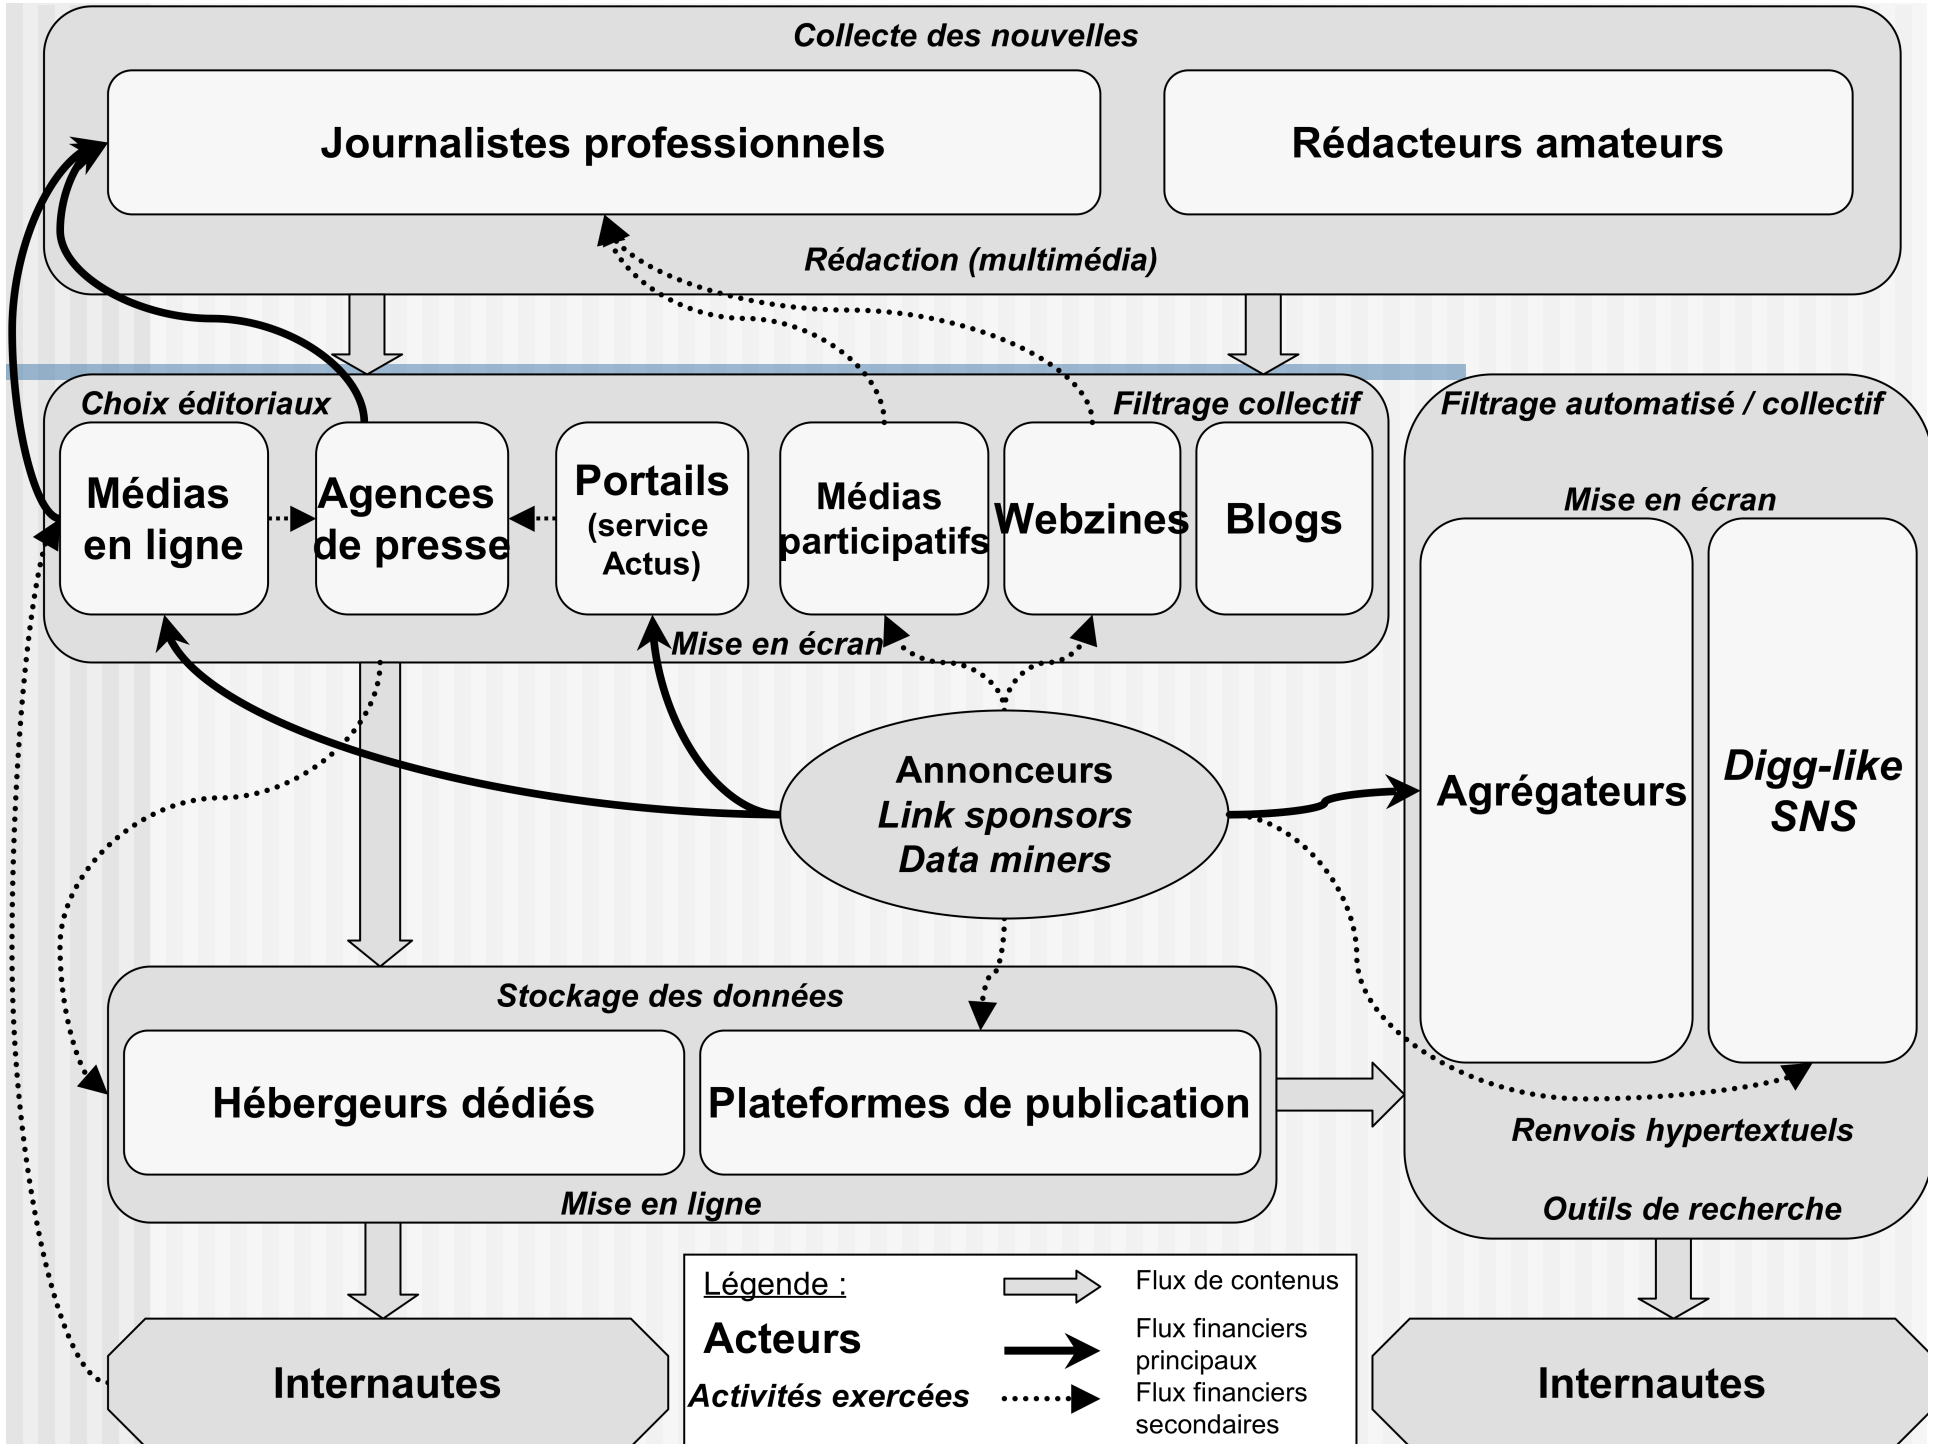 Collecte des nouvelles
Journalistes professionnels
Rédacteurs amateurs
Rédaction (multimédia)
Choix éditoriaux
Filtrage collectif
Filtrage automatisé / collectif
Médias
en ligne
Agences
de presse
Portails
(service
Actus)
Médias
participatifs
Webzines
Blogs
Mise en écran
Mise en écran
Agrégateurs
Digg-like
SNS
Annonceurs
Link sponsors
Data miners
Stockage des données
Hébergeurs dédiés
Plateformes de publication
Mise en ligne
Renvois hypertextuels
Outils de recherche
Internautes
Légende :
Acteurs
Activités exercées
Flux de contenus
Flux financiers
principaux
Flux financiers
secondaires
Internautes